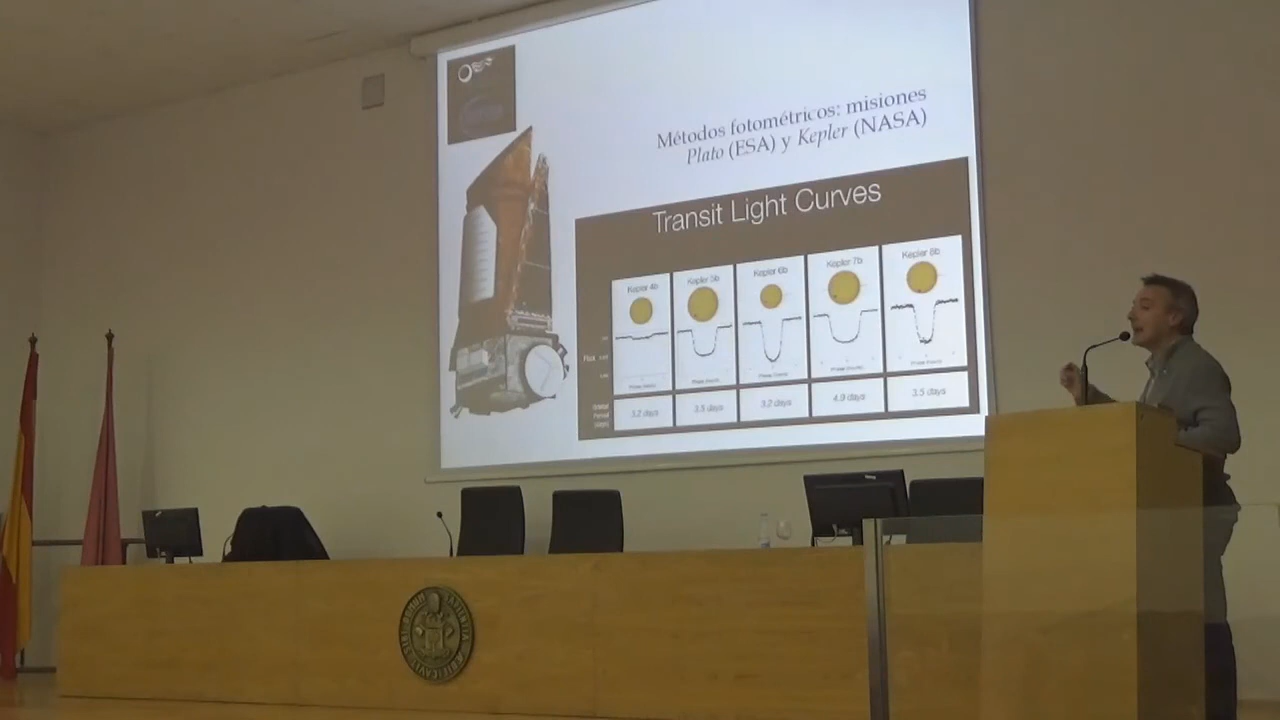 Métodos fotométricos: misiones
Plato (ESA) y Kepler (NASA)
Transit Light Curves
Kepler 4b
Kepler 5b
Kepler 6b
Kepler 7b
Kepler 8b
Flux
3.2 days
3.5 days
3.2 days
4.9 days
3.5 days